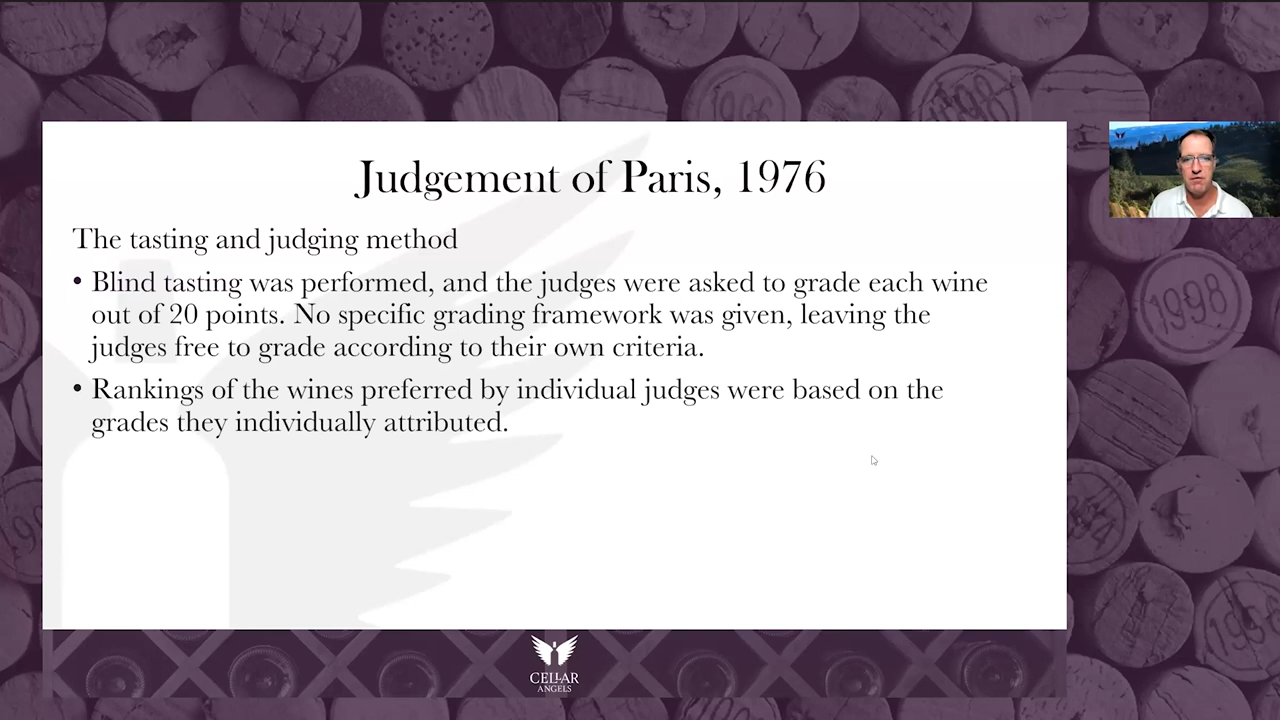 Judgement of Paris, 1976
The tasting and judging method
• Blind tasting was performed, and the judges were asked to grade each wine
out of 20 points. No specific grading framework was given, leaving the
judges free to grade according to their own criteria.
• Rankings of the wines preferred by individual judges were based on the
grades they individually attributed.
1998
CELLAR
ANGELS